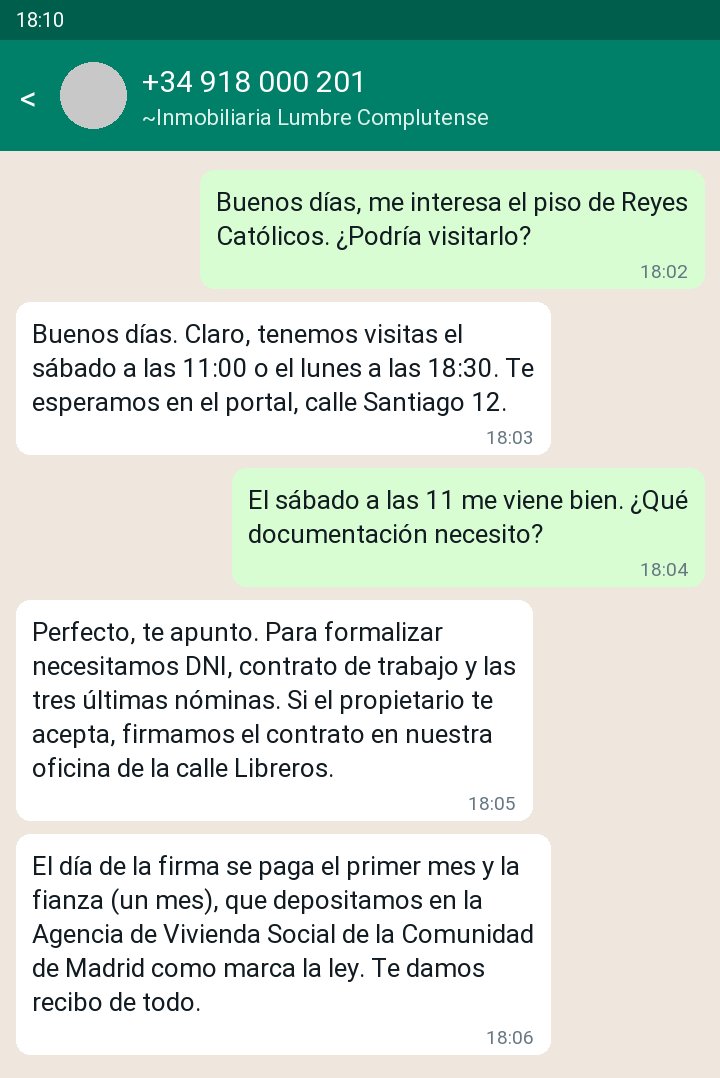 18:10
<
+34 918 000 201
~Inmobiliaria Lumbre Complutense
Buenos días, me interesa el piso de Reyes
Católicos. ¿Podría visitarlo?
18:02
Buenos días. Claro, tenemos visitas el
sábado a las 11:00 o el lunes a las 18:30. Te
esperamos en el portal, calle Santiago 12.
18:03
El sábado a las 11 me viene bien. ¿Qué
documentación necesito?
18:04
Perfecto, te apunto. Para formalizar
necesitamos DNI, contrato de trabajo y las
tres últimas nóminas. Si el propietario te
acepta, firmamos el contrato en nuestra
oficina de la calle Libreros.
18:05
El día de la firma se paga el primer mes y la
fianza (un mes), que depositamos en la
Agencia de Vivienda Social de la Comunidad
de Madrid como marca la ley. Te damos
recibo de todo.
18:06